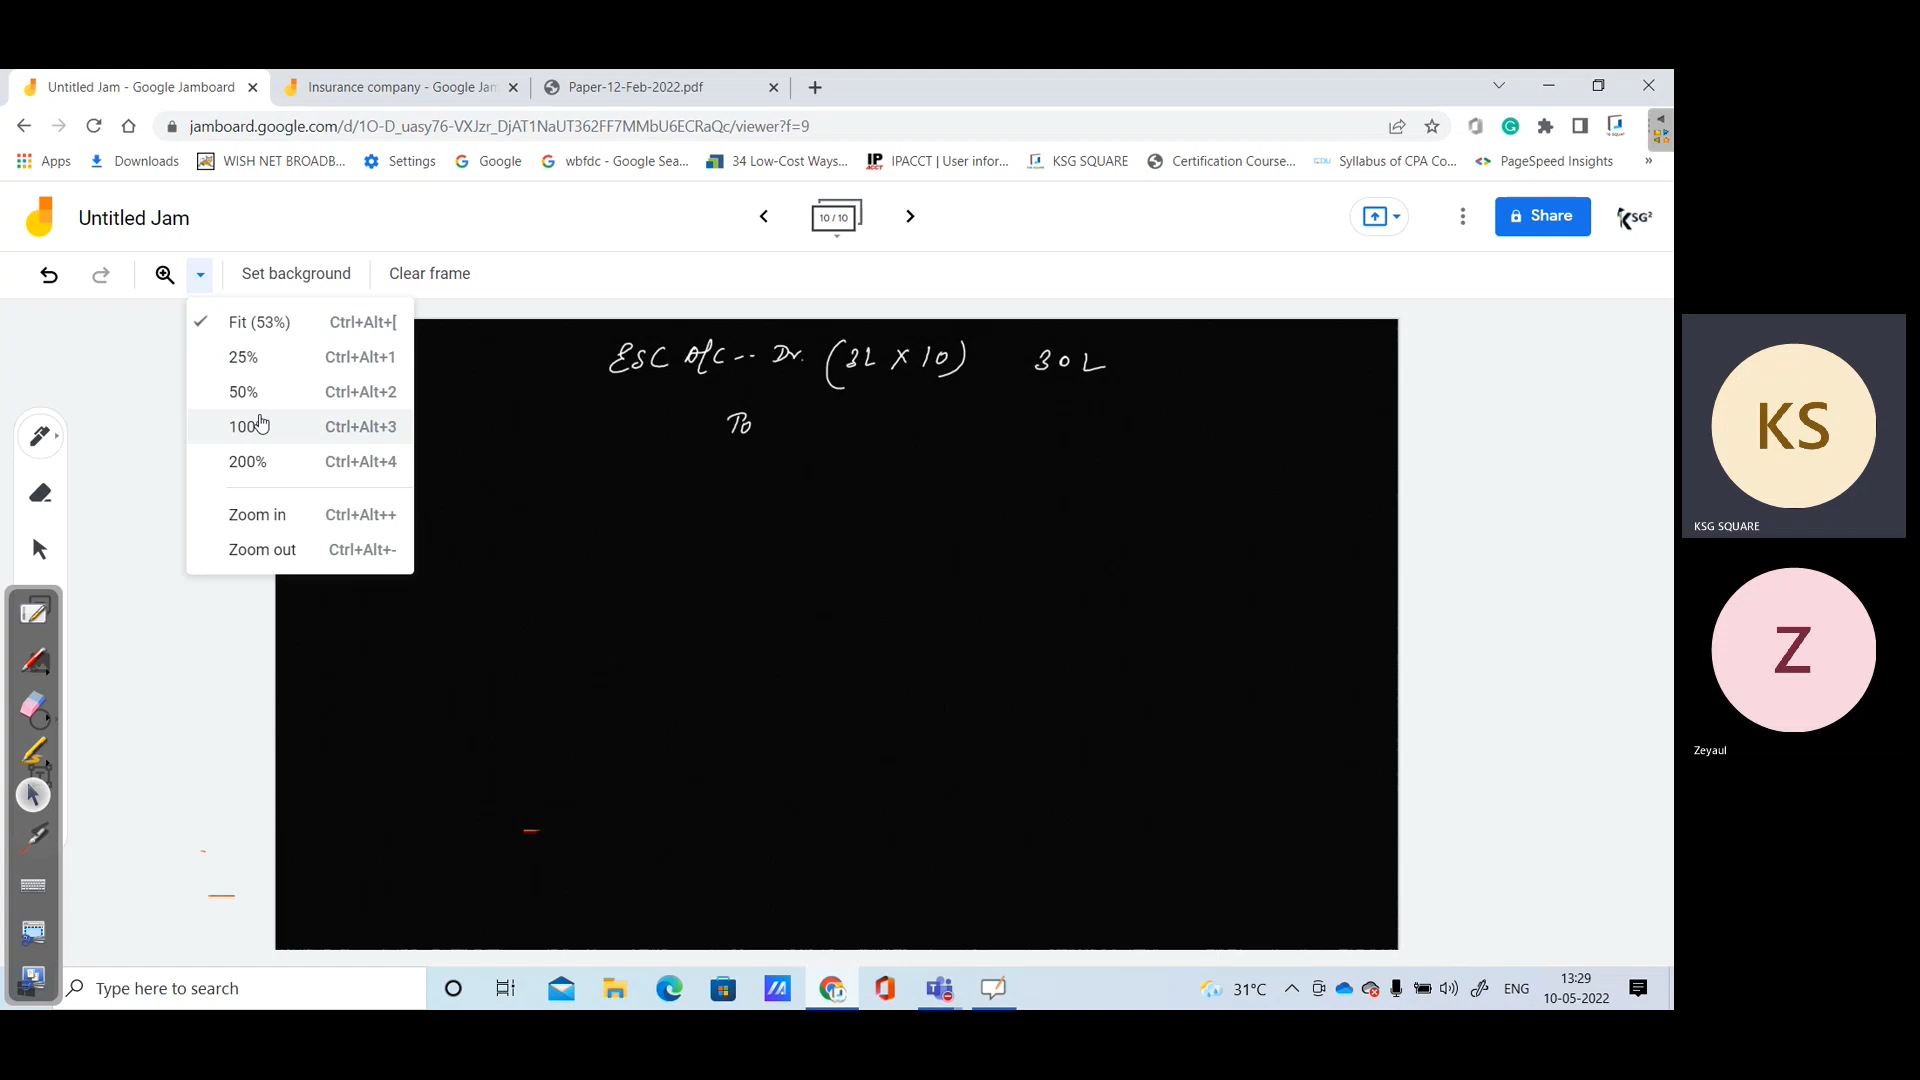 Untitled Jam - Google Jamboard
Insurance company - Google Jam
Paper-12-Feb-2022.pdf
jamboard.google.com/d/1O-D_uasy76-VXJzr_DjAT1NaUT362FF7MMbU6ECRaQc/viewer?f=9
Apps
Downloads
WISH NET BROADB...
Settings
Google
wbfdc - Google Sea...
34 Low-Cost Ways...
IP
ACCT
IPACCT | User infor...
KSG SQUARE
Certification Course...
Syllabus of CPA Co...
PageSpeed Insights
»
Untitled Jam
10 / 10
Share
KSG²
Set background
Clear frame
Fit (53%) Ctrl+Alt+[
25% Ctrl+Alt+1
50% Ctrl+Alt+2
100% Ctrl+Alt+3
200% Ctrl+Alt+4
Zoom in Ctrl+Alt++
Zoom out Ctrl+Alt+-
ESC A/C -- Dr. (3L X 10) 30L
To
KS
KSG SQUARE
Z
Zeyaul
Type here to search
31°C
ENG
13:29
10-05-2022